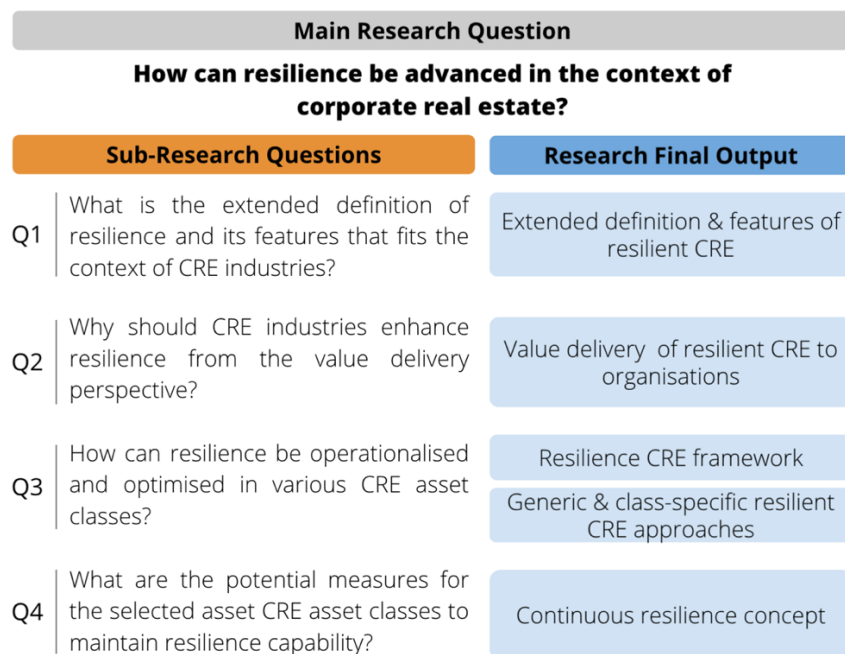 Main Research Question
How can resilience be advanced in the context of
corporate real estate?
Sub-Research Questions
Research Final Output
Q1
What is the extended definition of
resilience and its features that fits the
context of CRE industries?
Extended definition & features of
resilient CRE
Q2
Why should CRE industries enhance
resilience from the value delivery
perspective?
Value delivery of resilient CRE to
organisations
Q3
How can resilience be operationalised
and optimised in various CRE asset
classes?
Resilience CRE framework
Generic & class-specific resilient
CRE approaches
Q4
What are the potential measures for
the selected asset CRE asset classes to
maintain resilience capability?
Continuous resilience concept